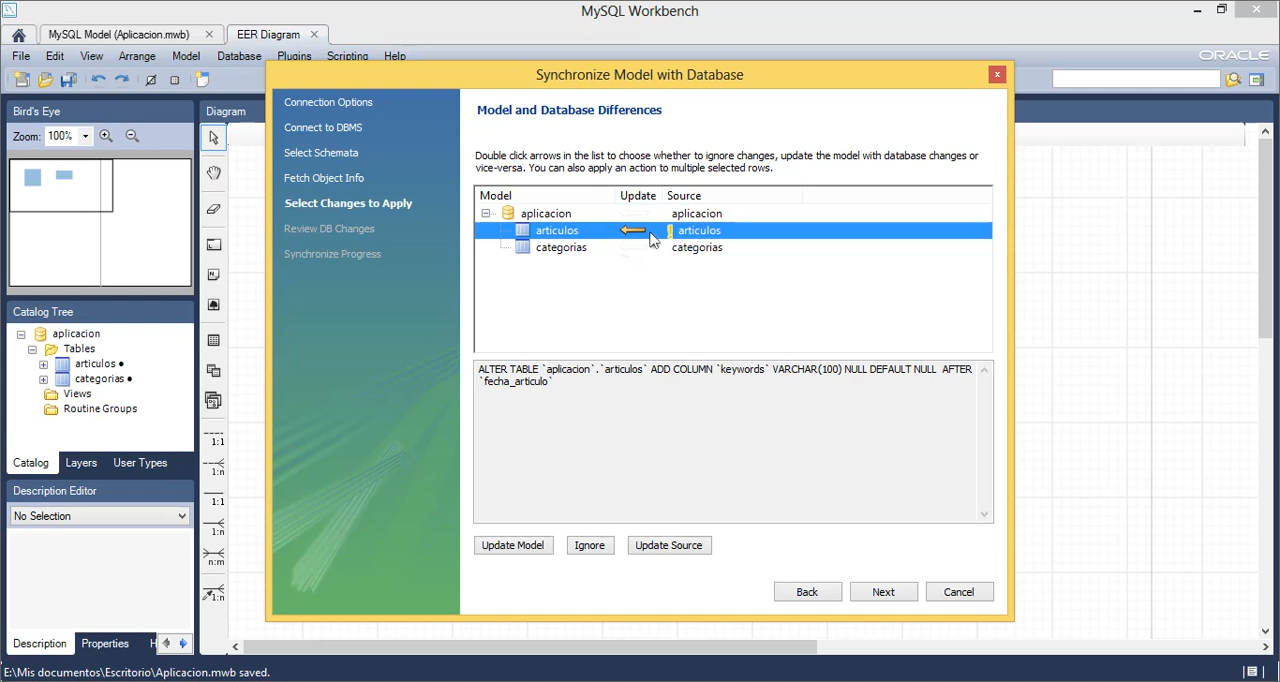 MySQL Workbench
MySQL Model (Aplicacion.mwb) ×
EER Diagram ×
File Edit View Arrange Model Database Plugins Scripting Help
ORACLE
Synchronize Model with Database
Bird's Eye
Zoom: 100%
Diagram
Connection Options
Connect to DBMS
Select Schemata
Fetch Object Info
Select Changes to Apply
Review DB Changes
Synchronize Progress
Model and Database Differences
Double click arrows in the list to choose whether to ignore changes, update the model with database changes or
vice-versa. You can also apply an action to multiple selected rows.
Model Update Source
aplicacion aplicacion
articulos articulos
categorias categorias
ALTER TABLE `aplicacion`.`articulos` ADD COLUMN `keywords` VARCHAR(100) NULL DEFAULT NULL AFTER
`fecha_articulo`
Update Model Ignore Update Source
Back Next Cancel
Catalog Tree
aplicacion
Tables
articulos •
categorias •
Views
Routine Groups
Catalog Layers User Types
Description Editor
No Selection
Description Properties H
1:1
1:n
1:1
1:n
n:m
1:n
E:\Mis documentos\Escritorio\Aplicacion.mwb saved.